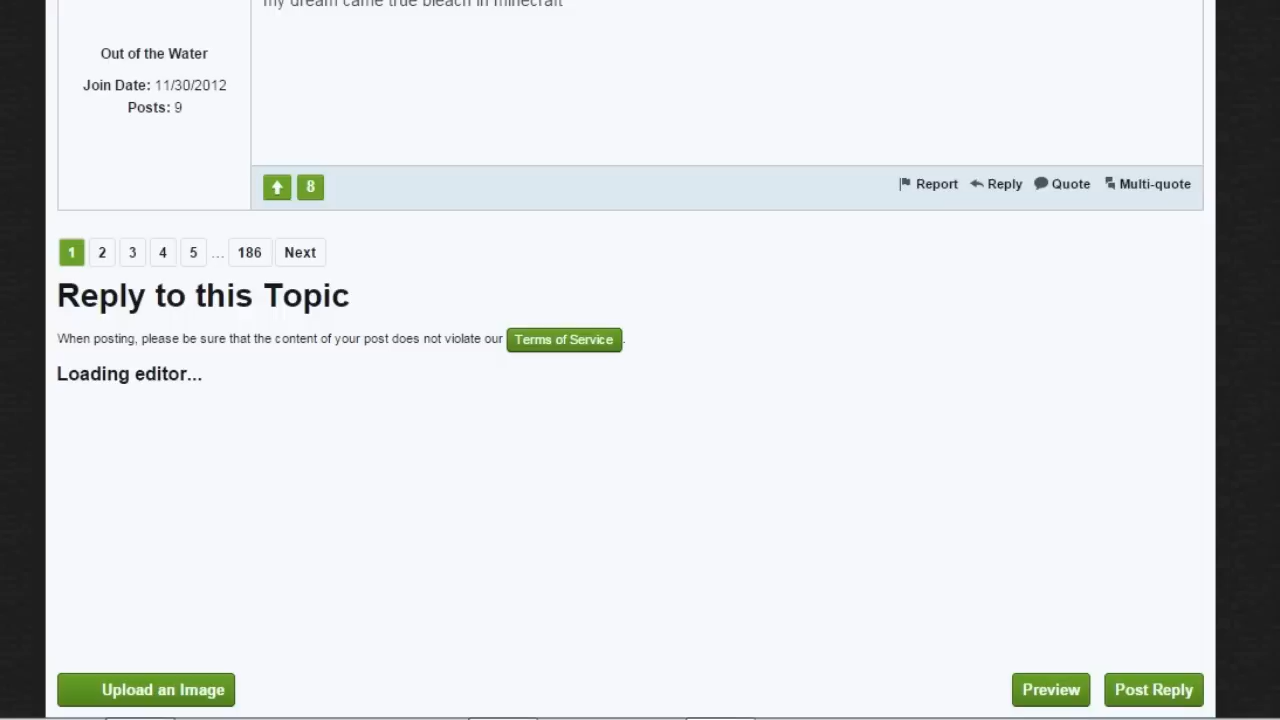 my dream came true bleach in minecraft
Out of the Water
Join Date: 11/30/2012
Posts: 9
8
Report Reply Quote Multi-quote
1 2 3 4 5 ... 186 Next
Reply to this Topic
When posting, please be sure that the content of your post does not violate our Terms of Service.
Loading editor...
Upload an Image Preview Post Reply